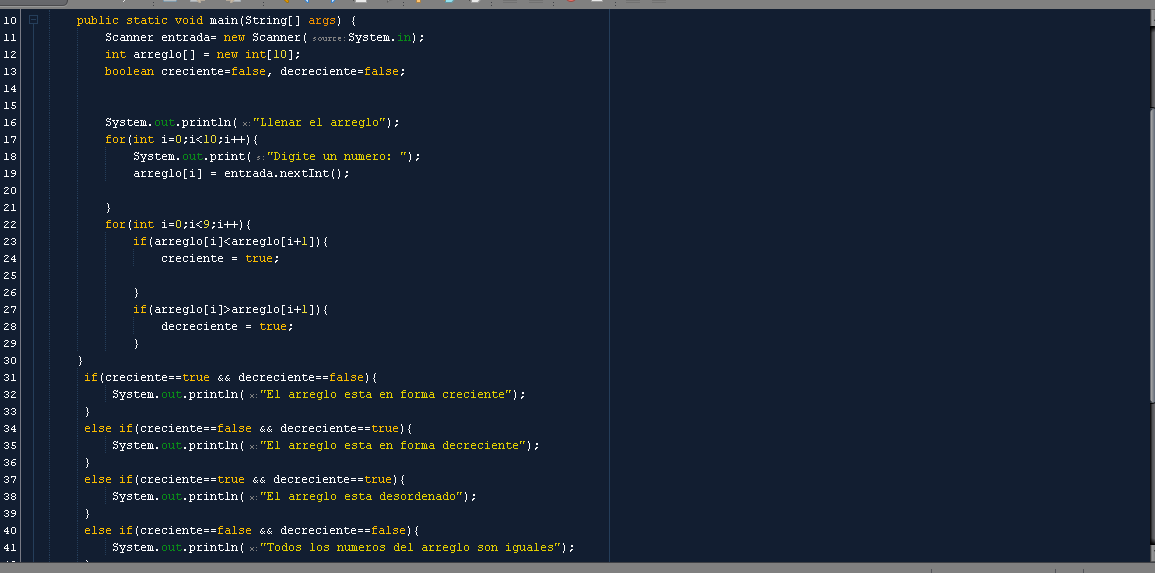 10 public static void main(String[] args) {
11 Scanner entrada= new Scanner( source: System.in);
12 int arreglo[] = new int[10];
13 boolean creciente=false, decreciente=false;
14
15
16 System.out.println( x: "Llenar el arreglo");
17 for(int i=0;i<10;i++){
18 System.out.print( s: "Digite un numero: ");
19 arreglo[i] = entrada.nextInt();
20
21 }
22 for(int i=0;i<9;i++){
23 if(arreglo[i]<arreglo[i+1]){
24 creciente = true;
25
26 }
27 if(arreglo[i]>arreglo[i+1]){
28 decreciente = true;
29 }
30 }
31 if(creciente==true && decreciente==false){
32 System.out.println( x: "El arreglo esta en forma creciente");
33 }
34 else if(creciente==false && decreciente==true){
35 System.out.println( x: "El arreglo esta en forma decreciente");
36 }
37 else if(creciente==true && decreciente==true){
38 System.out.println( x: "El arreglo esta desordenado");
39 }
40 else if(creciente==false && decreciente==false){
41 System.out.println( x: "Todos los numeros del arreglo son iguales");